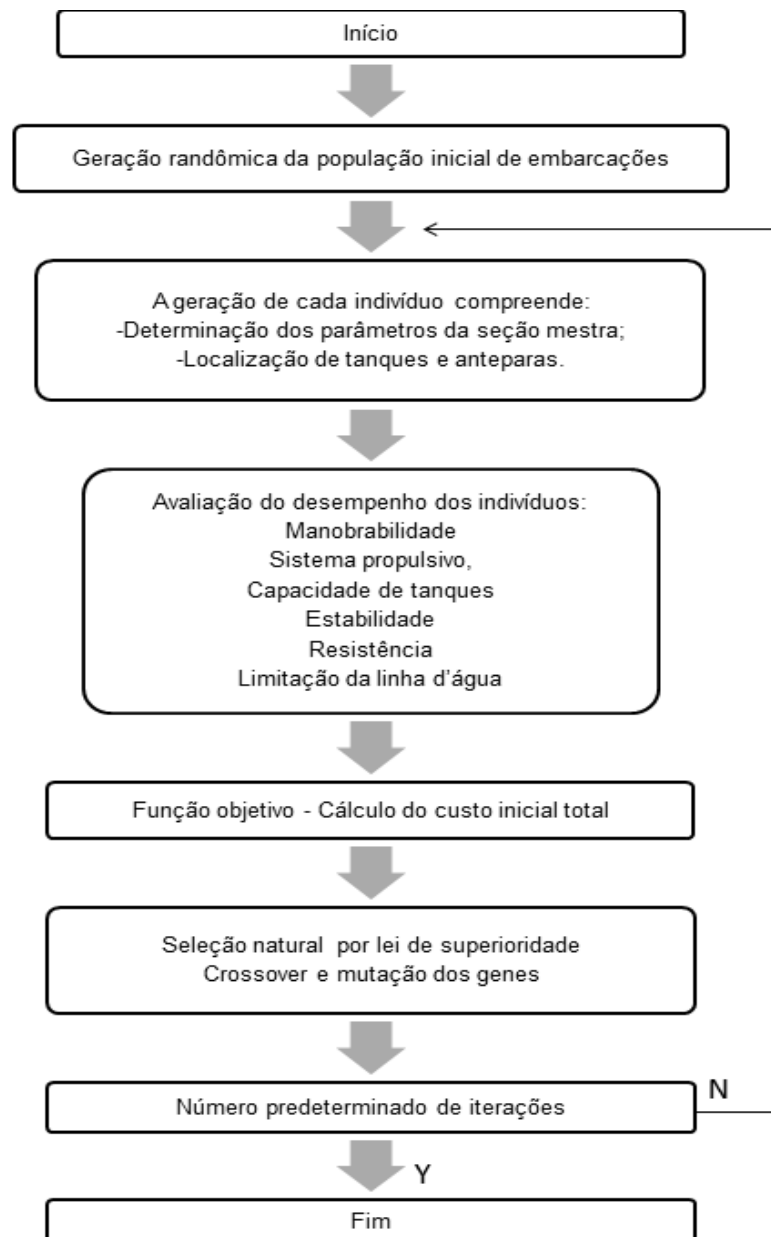 Início
Geração randômica da população inicial de embarcações
A geração de cada indivíduo compreende:
-Determinação dos parâmetros da seção mestra;
-Localização de tanques e anteparas.
Avaliação do desempenho dos indivíduos:
Manobrabilidade
Sistema propulsivo,
Capacidade de tanques
Estabilidade
Resistência
Limitação da linha d'água
Função objetivo - Cálculo do custo inicial total
Seleção natural por lei de superioridade
Crossover e mutação dos genes
Número predeterminado de iterações
N
Y
Fim